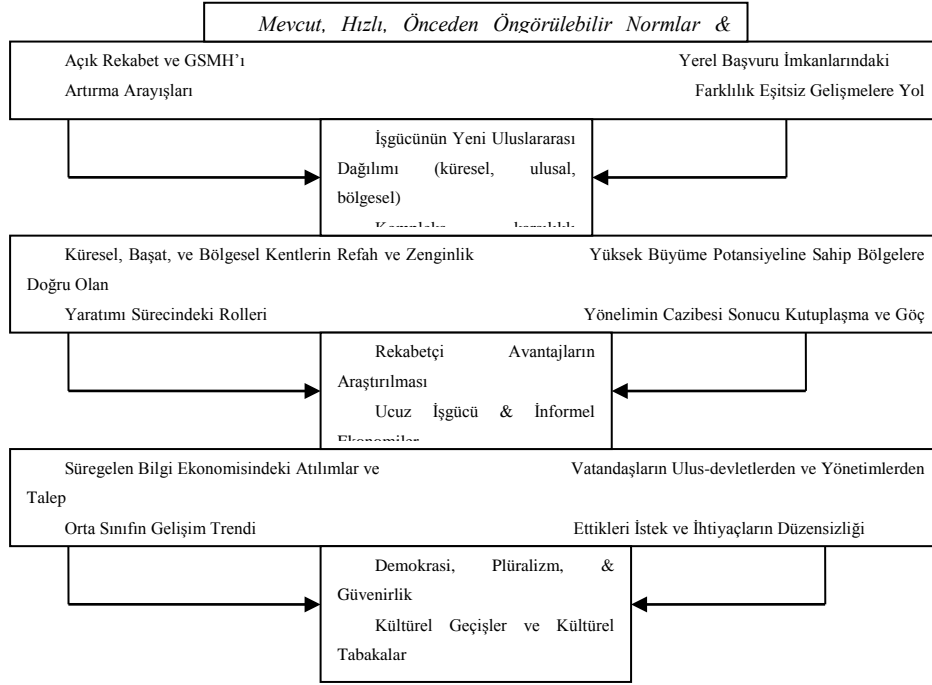 Mevcut, Hızlı, Önceden Öngörülebilir Normlar &
Açık Rekabet ve GSMH’ı Yerel Başvuru İmkanlarındaki
Artırma Arayışları Farklılık Eşitsiz Gelişmelere Yol
İşgücünün Yeni Uluslararası
Dağılımı (küresel, ulusal,
bölgesel)
Kompleks karşılıklı
Küresel, Başat, ve Bölgesel Kentlerin Refah ve Zenginlik Yüksek Büyüme Potansiyeline Sahip Bölgelere
Doğru Olan
Yaratımı Sürecindeki Rolleri Yönelimin Cazibesi Sonucu Kutuplaşma ve Göç
Rekabetçi Avantajların
Araştırılması
Ucuz İşgücü & İnformel
Ekonomiler
Süregelen Bilgi Ekonomisindeki Atılımlar ve Vatandaşların Ulus-devletlerden ve Yönetimlerden
Talep
Orta Sınıfın Gelişim Trendi Ettikleri İstek ve İhtiyaçların Düzensizliği
Demokrasi, Plüralizm, &
Güvenirlik
Kültürel Geçişler ve Kültürel
Tabakalar